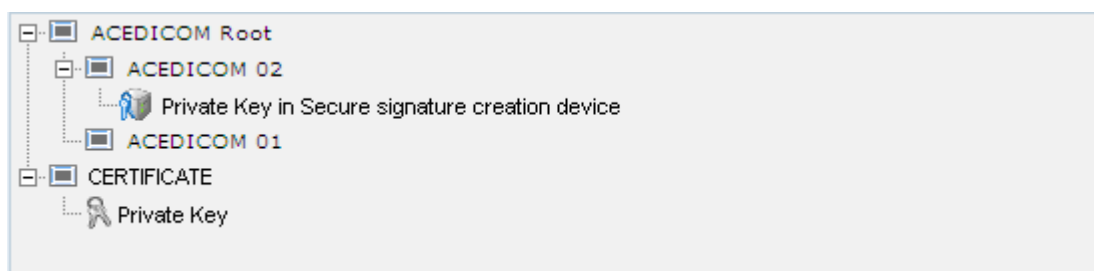 ACEDICOM Root
ACEDICOM 02
Private Key in Secure signature creation device
ACEDICOM 01
CERTIFICATE
Private Key